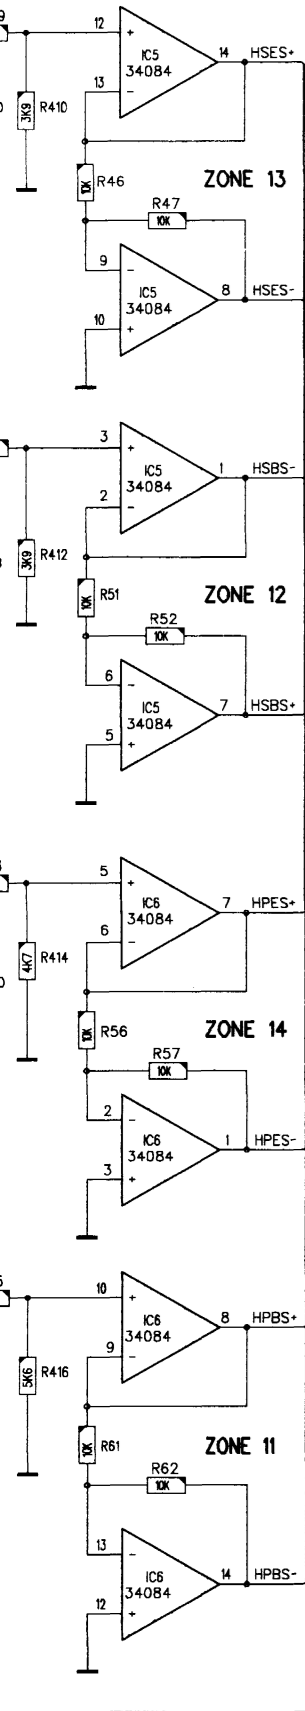 9
12
+
IC5
34084
14
HSES+
13
−
3K9
R410
10K
R46
ZONE 13
R47
10K
9
−
IC5
34084
8
HSES-
10
+
3
+
IC5
34084
1
HSBS-
2
−
3K9
R412
10K
R51
ZONE 12
R52
10K
6
−
IC5
34084
7
HSBS+
5
+
5
+
IC6
34084
7
HPES+
6
−
4K7
R414
10K
R56
ZONE 14
R57
10K
2
−
IC6
34084
1
HPES-
3
+
10
+
IC6
34084
8
HPBS+
9
−
5K6
R416
10K
R61
ZONE 11
R62
10K
13
−
IC6
34084
14
HPBS-
12
+